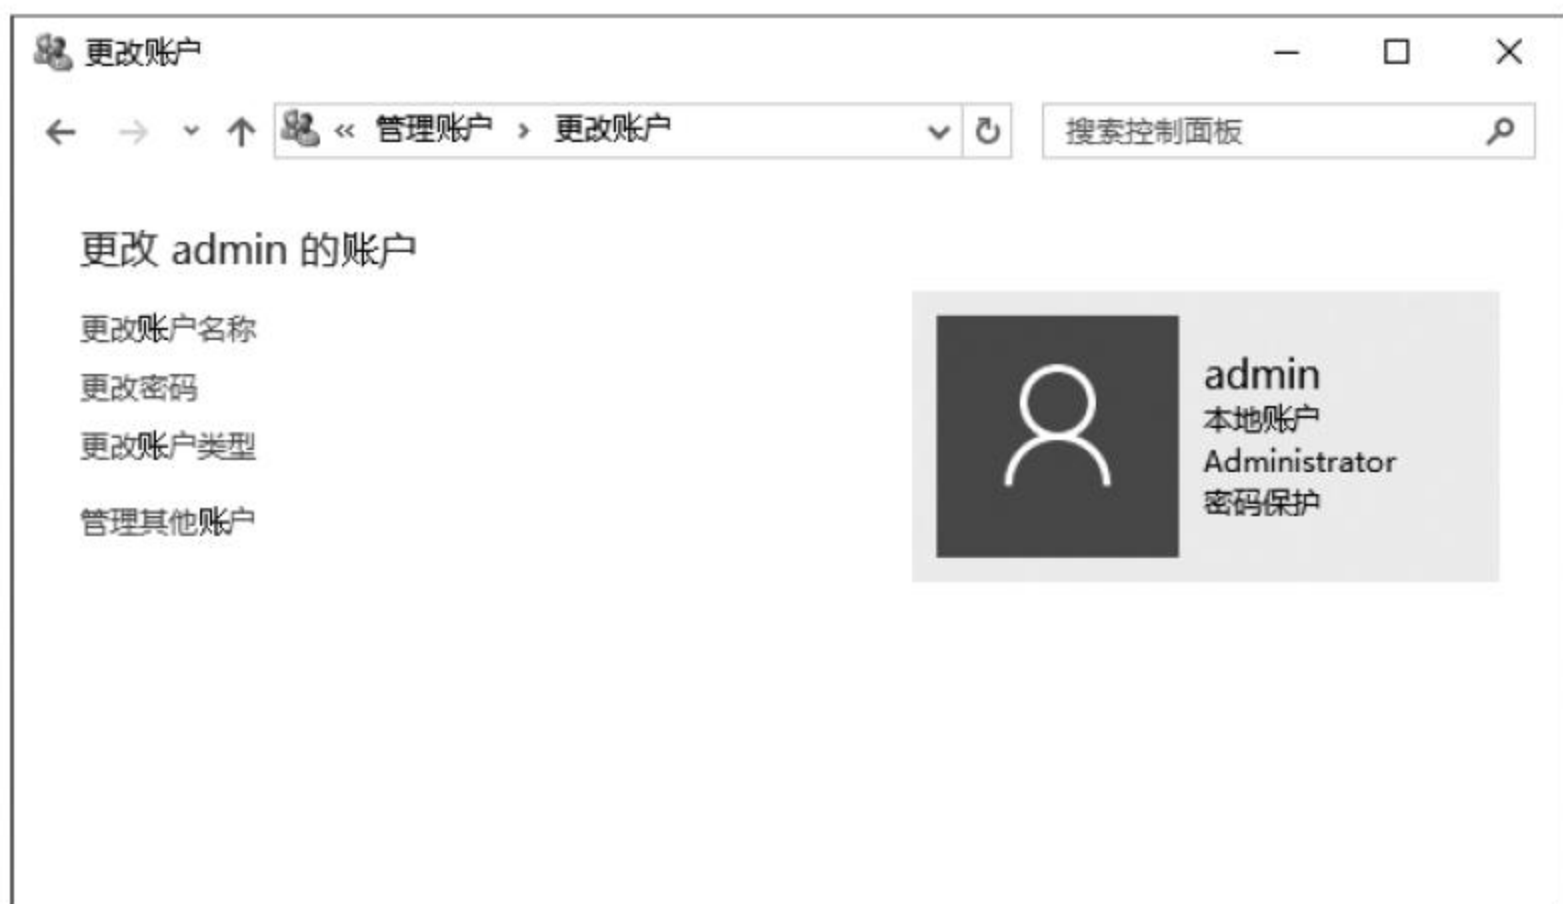 更改账户
« 管理账户 › 更改账户
搜索控制面板
更改 admin 的账户
更改账户名称
更改密码
更改账户类型
管理其他账户
admin
本地账户
Administrator
密码保护